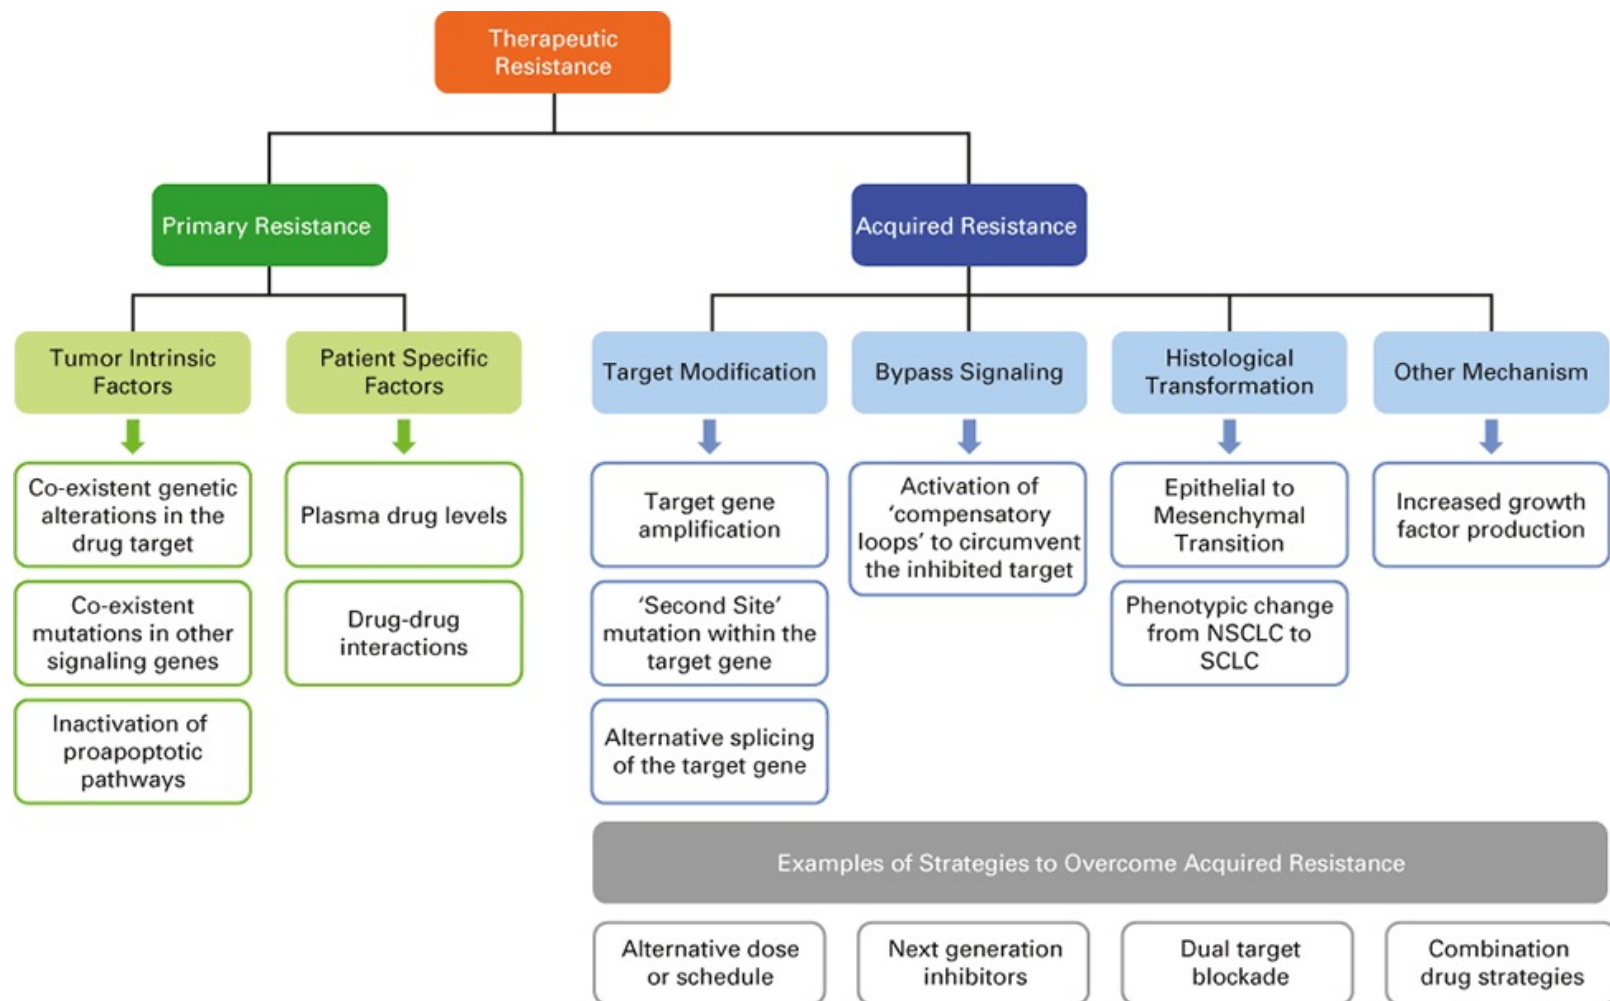 Therapeutic
Resistance
Primary Resistance
Acquired Resistance
Tumor Intrinsic
Factors
Patient Specific
Factors
Target Modification
Bypass Signaling
Histological
Transformation
Other Mechanism
Co-existent genetic
alterations in the
drug target
Co-existent
mutations in other
signaling genes
Inactivation of
proapoptotic
pathways
Plasma drug levels
Drug-drug
interactions
Target gene
amplification
‘Second Site’
mutation within the
target gene
Alternative splicing
of the target gene
Activation of
‘compensatory
loops’ to circumvent
the inhibited target
Epithelial to
Mesenchymal
Transition
Phenotypic change
from NSCLC to
SCLC
Increased growth
factor production
Examples of Strategies to Overcome Acquired Resistance
Alternative dose
or schedule
Next generation
inhibitors
Dual target
blockade
Combination
drug strategies